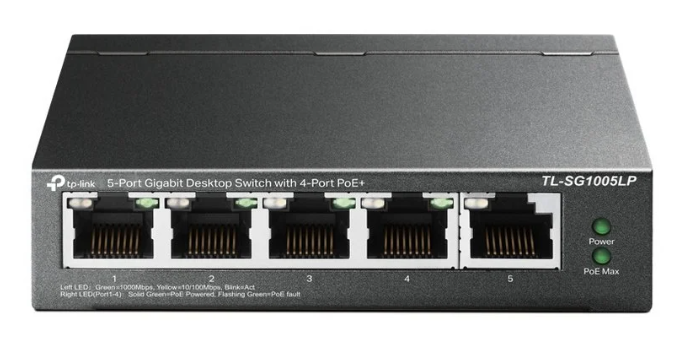 tp-link 5-Port Gigabit Desktop Switch with 4-Port PoE+
TL-SG1005LP
1 2 3 4 5
Power
PoE Max
Left LED: Green=1000Mbps, Yellow=10/100Mbps, Blink=Act
Right LED(Port1-4): Solid Green=PoE Powered, Flashing Green=PoE fault